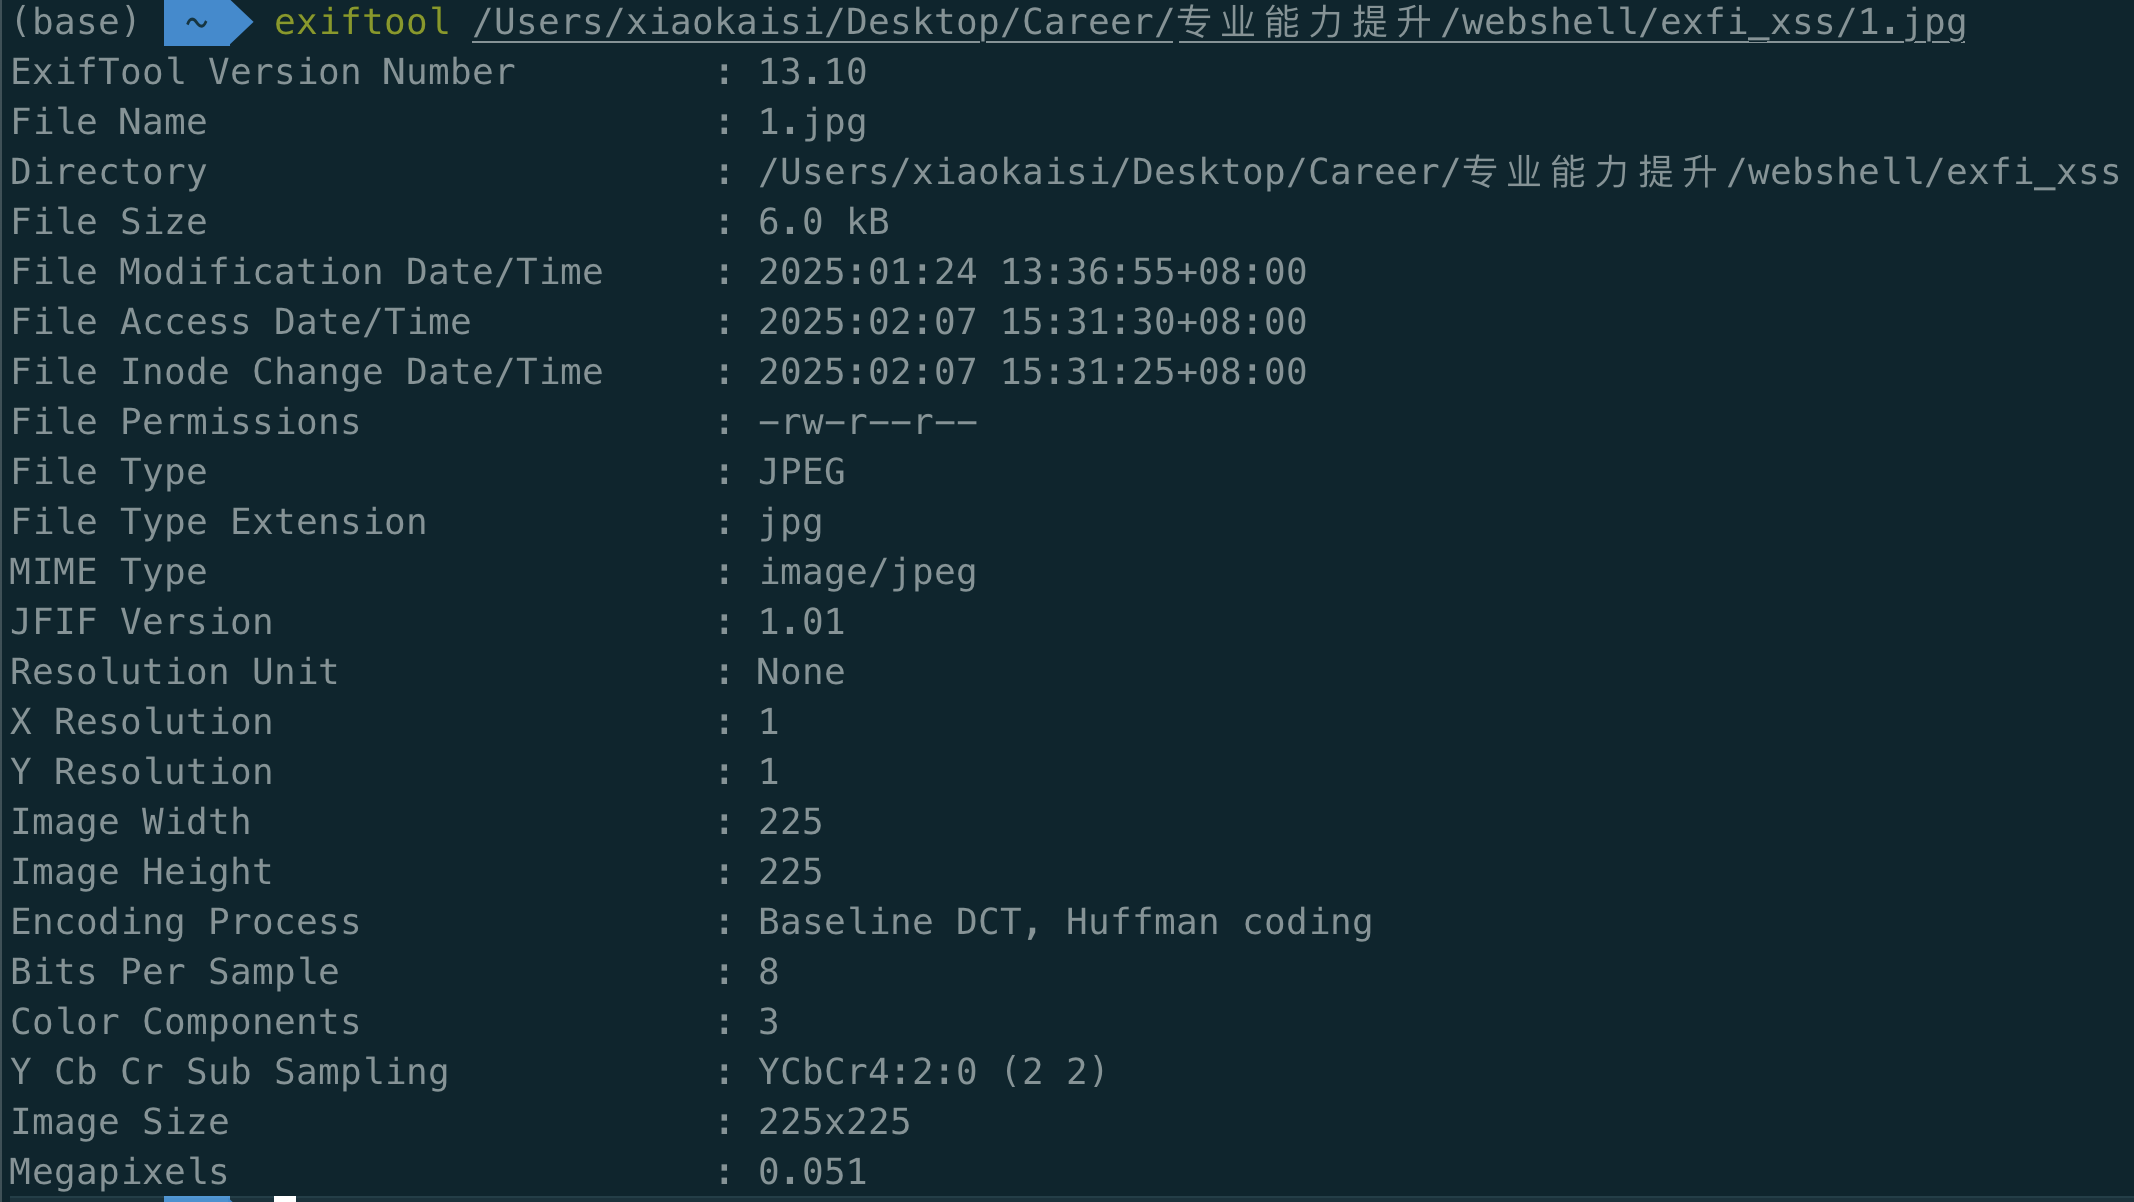 (base) ~ exiftool /Users/xiaokaisi/Desktop/Career/专业能力提升/webshell/exfi_xss/1.jpg
ExifTool Version Number : 13.10
File Name : 1.jpg
Directory : /Users/xiaokaisi/Desktop/Career/专业能力提升/webshell/exfi_xss
File Size : 6.0 kB
File Modification Date/Time : 2025:01:24 13:36:55+08:00
File Access Date/Time : 2025:02:07 15:31:30+08:00
File Inode Change Date/Time : 2025:02:07 15:31:25+08:00
File Permissions : -rw-r--r--
File Type : JPEG
File Type Extension : jpg
MIME Type : image/jpeg
JFIF Version : 1.01
Resolution Unit : None
X Resolution : 1
Y Resolution : 1
Image Width : 225
Image Height : 225
Encoding Process : Baseline DCT, Huffman coding
Bits Per Sample : 8
Color Components : 3
Y Cb Cr Sub Sampling : YCbCr4:2:0 (2 2)
Image Size : 225x225
Megapixels : 0.051